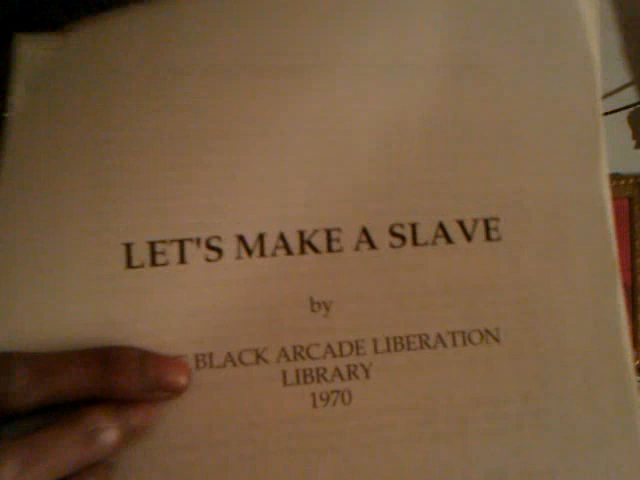 LET'S MAKE A SLAVE
by
BLACK ARCADE LIBERATION
LIBRARY
1970